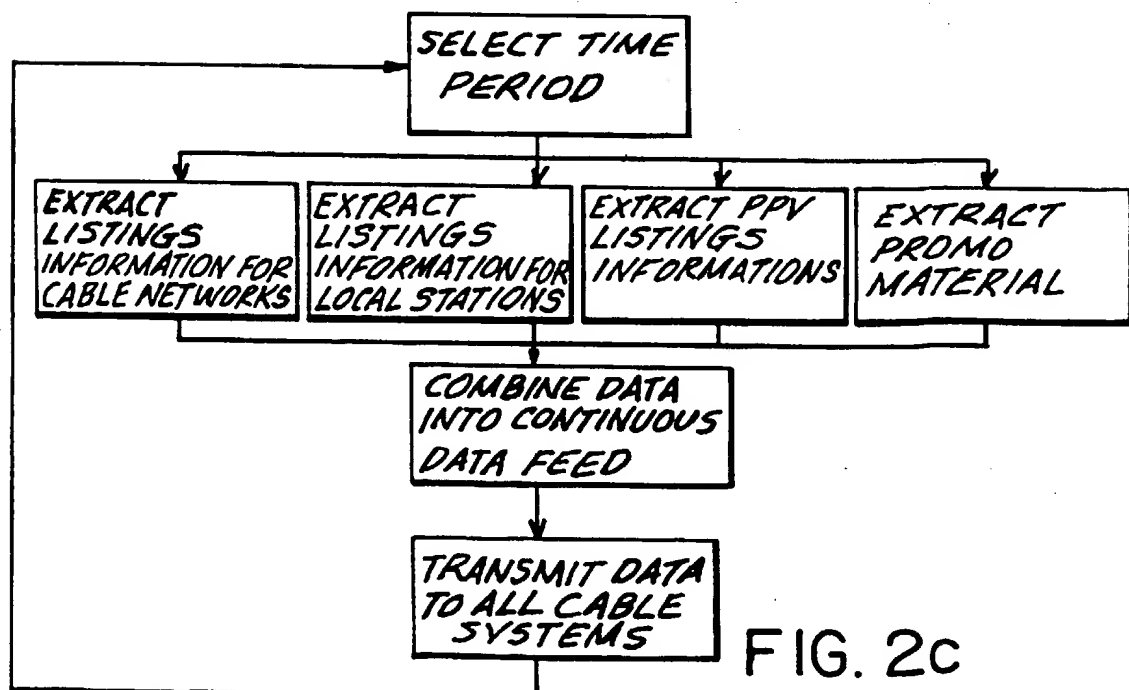 SELECT TIME
PERIOD
EXTRACT
LISTINGS
INFORMATION FOR
CABLE NETWORKS
EXTRACT
LISTINGS
INFORMATION FOR
LOCAL STATIONS
EXTRACT PPV
LISTINGS
INFORMATIONS
EXTRACT
PROMO
MATERIAL
COMBINE DATA
INTO CONTINUOUS
DATA FEED
TRANSMIT DATA
TO ALL CABLE
SYSTEMS
FIG. 2c